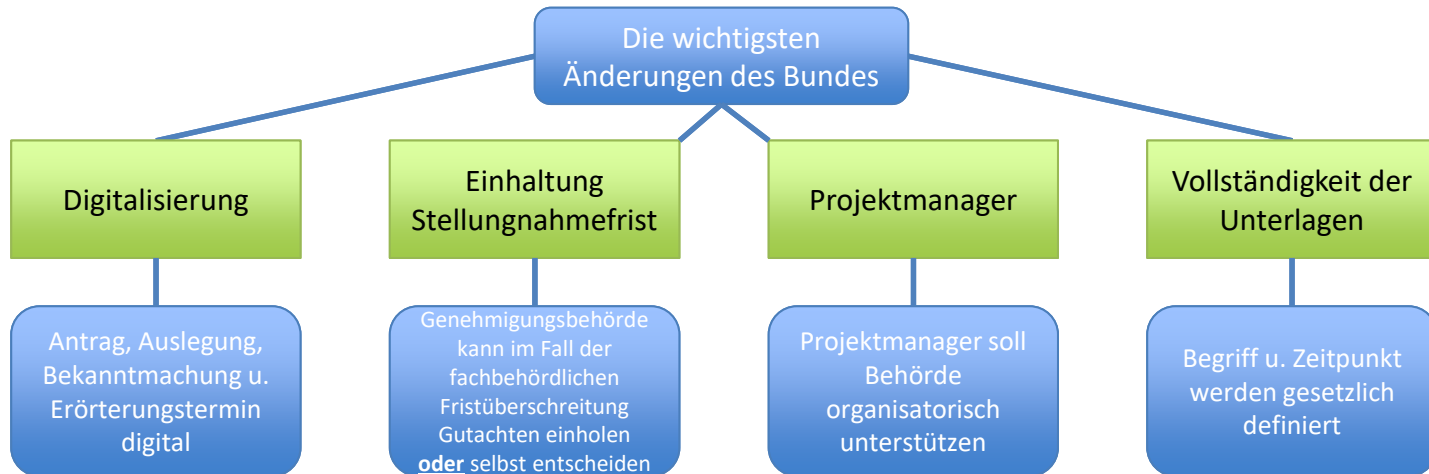 Die wichtigsten
Änderungen des Bundes
Digitalisierung
Einhaltung
Stellungnahmefrist
Projektmanager
Vollständigkeit der
Unterlagen
Antrag, Auslegung,
Bekanntmachung u.
Erörterungstermin
digital
Genehmigungsbehörde
kann im Fall der
fachbehördlichen
Fristüberschreitung
Gutachten einholen
oder selbst entscheiden
Projektmanager soll
Behörde
organisatorisch
unterstützen
Begriff u. Zeitpunkt
werden gesetzlich
definiert